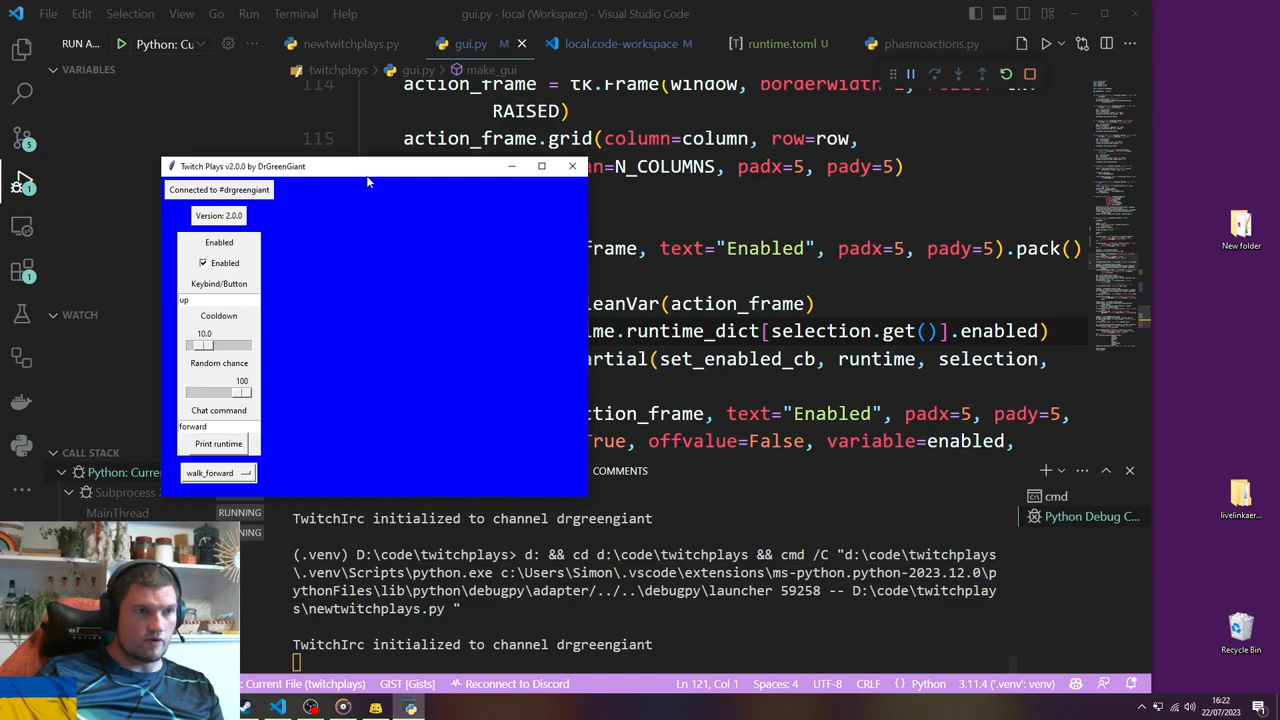 File Edit Selection View Go Run Terminal Help gui.py - local (Workspace) - Visual Studio Code
RUN A... Python: Cu ... newtwitchplays.py gui.py M local.code-workspace M runtime.toml M phasmoactions.py
VARIABLES
twitchplays > gui.py > make_gui
114
RAISED)
115 action_frame.grid(column=column, row=row,
=N_COLUMNS, padx=5, pady=5)
Twitch Plays v2.0.0 by DrGreenGiant
Connected to #drgreengiant
Version: 2.0.0
Enabled
Enabled
Keybind/Button
up
Cooldown
10.0
Random chance
100
Chat command
forward
Print runtime
walk_forward
frame, text="Enabled", padx=5, pady=5).pack()
leanVar(action_frame)
ime.runtime_dict[selection.get()].enabled)
artial(set_enabled_cb, runtime, selection,
ction_frame, text="Enabled", padx=5, pady=5,
rue, offvalue=False, variable=enabled,
WATCH
CALL STACK
Python: Current
Subprocess
MainThread
RUNNING
NING
COMMENTS
cmd
Python Debug C...
TwitchIrc initialized to channel drgreengiant
(.venv) D:\code\twitchplays> d: && cd d:\code\twitchplays && cmd /C "d:\code\twitchplays
\.venv\Scripts\python.exe c:\Users\Simon\.vscode\extensions\ms-python.python-2023.12.0\p
ythonFiles\lib\python\debugpy\adapter/../..\debugpy\launcher 59258 -- D:\code\twitchplay
s\newtwitchplays.py "
TwitchIrc initialized to channel drgreengiant
: Current File (twitchplays) GIST [Gists] Reconnect to Discord Ln 121, Col 1 Spaces: 4 UTF-8 CRLF Python 3.11.4 ('.venv': venv)
New folder
livelinkaer...
Recycle Bin
16:22
22/07/2023